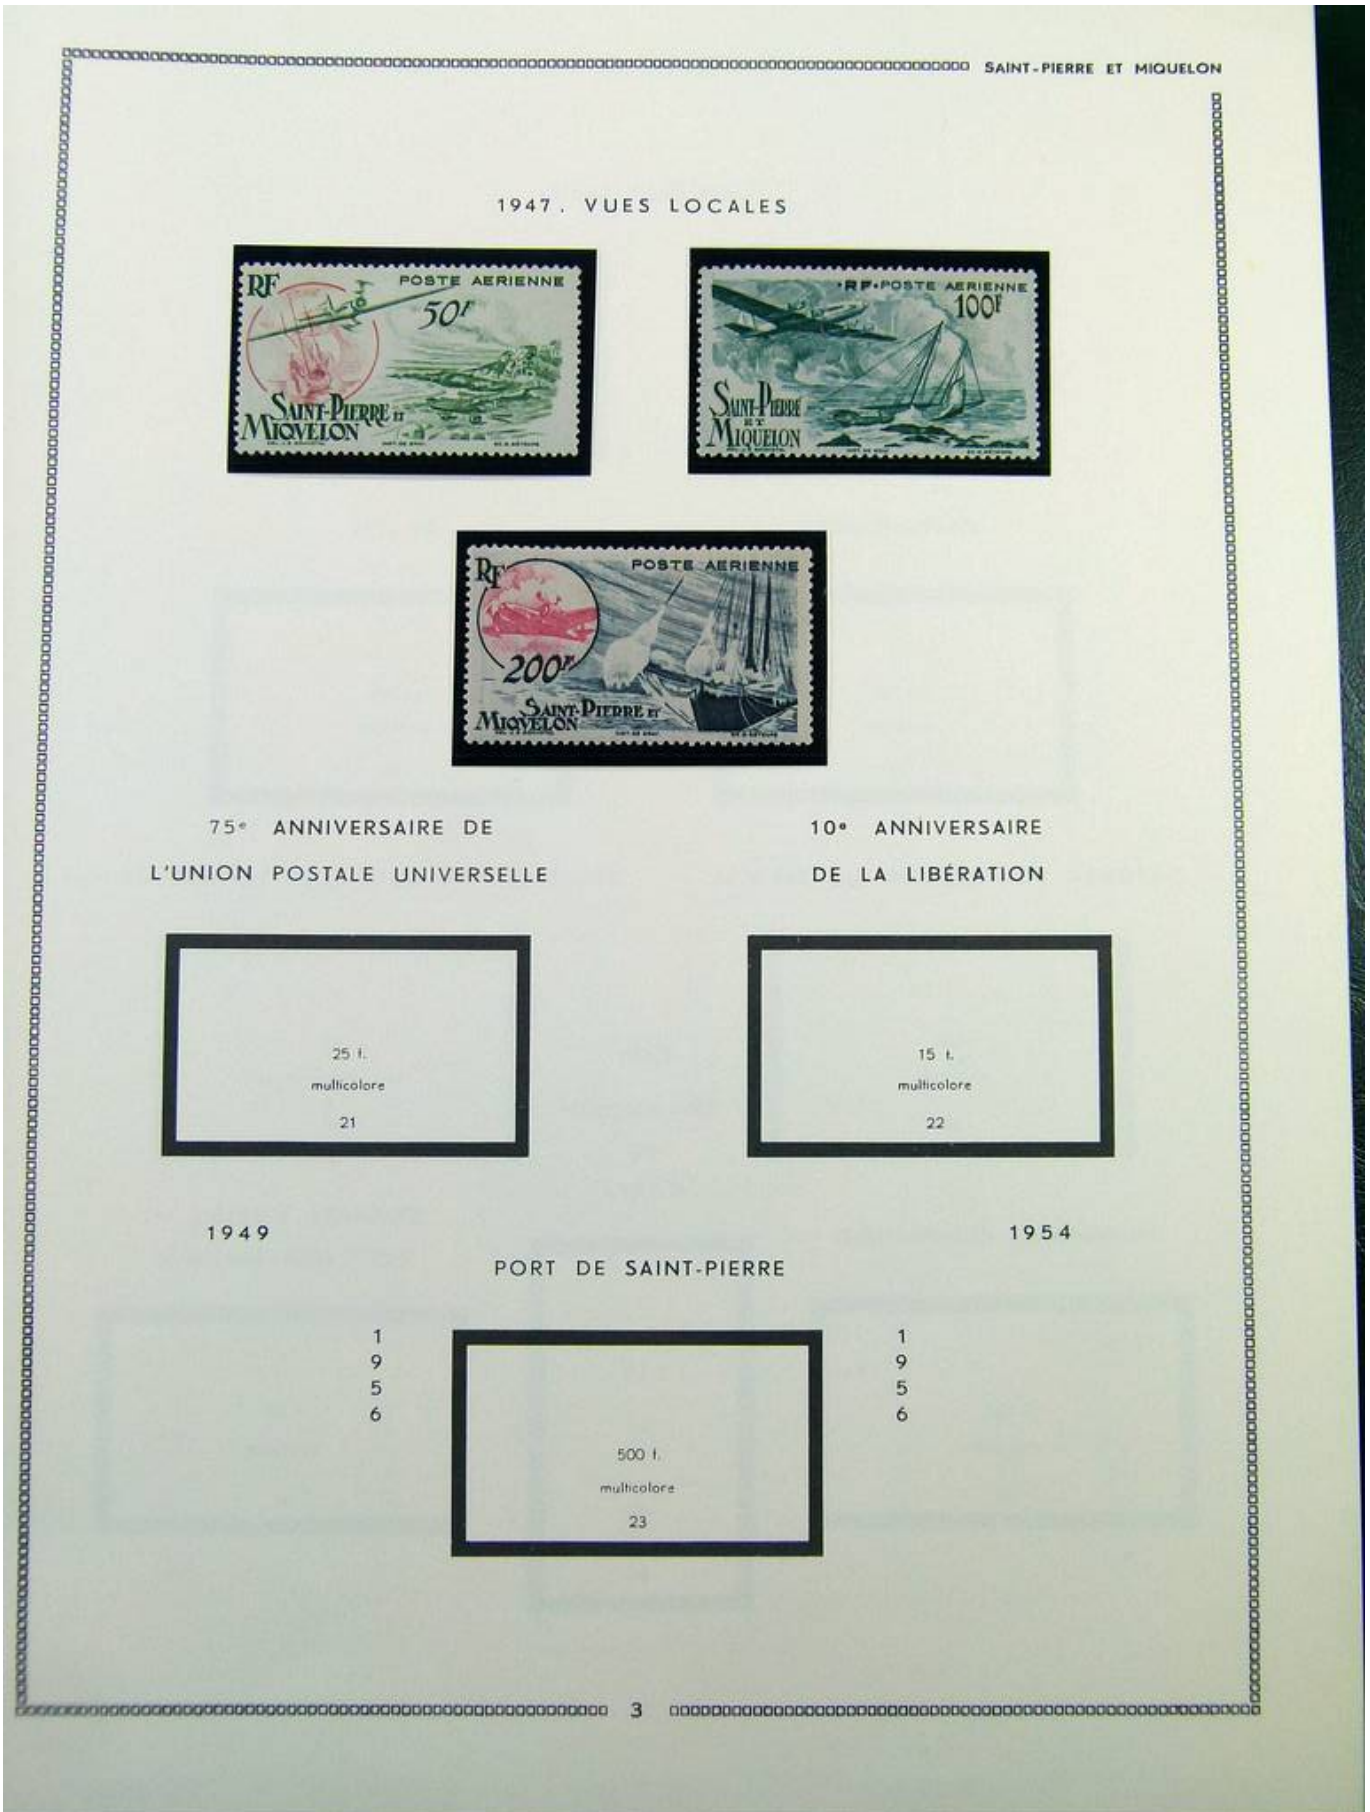 SAINT-PIERRE ET MIQUELON
1947. VUES LOCALES
RF
POSTE AERIENNE
50F
SAINT-PIERRE ET
MIQVELON
·RF·POSTE AERIENNE
100F
SAINT-PIERRE
ET
MIQUELON
RF
POSTE AERIENNE
200F
SAINT-PIERRE ET
MIQVELON
75e ANNIVERSAIRE DE
L'UNION POSTALE UNIVERSELLE
10e ANNIVERSAIRE
DE LA LIBÉRATION
25 f.
multicolore
21
15 f.
multicolore
22
1949
1954
PORT DE SAINT-PIERRE
1
9
5
6
500 f.
multicolore
23
1
9
5
6
3